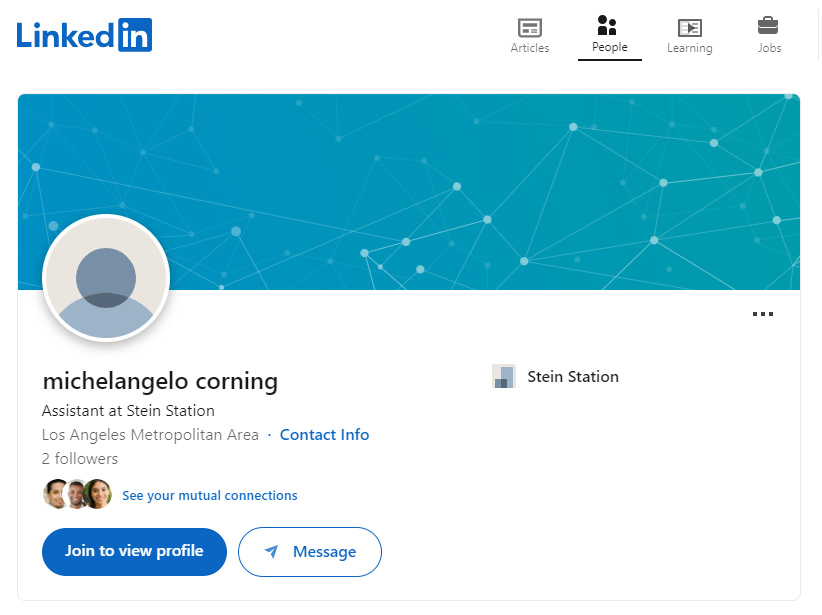 LinkedIn
Articles
People
Learning
Jobs
michelangelo corning
Stein Station
Assistant at Stein Station
Los Angeles Metropolitan Area · Contact Info
2 followers
See your mutual connections
Join to view profile
Message